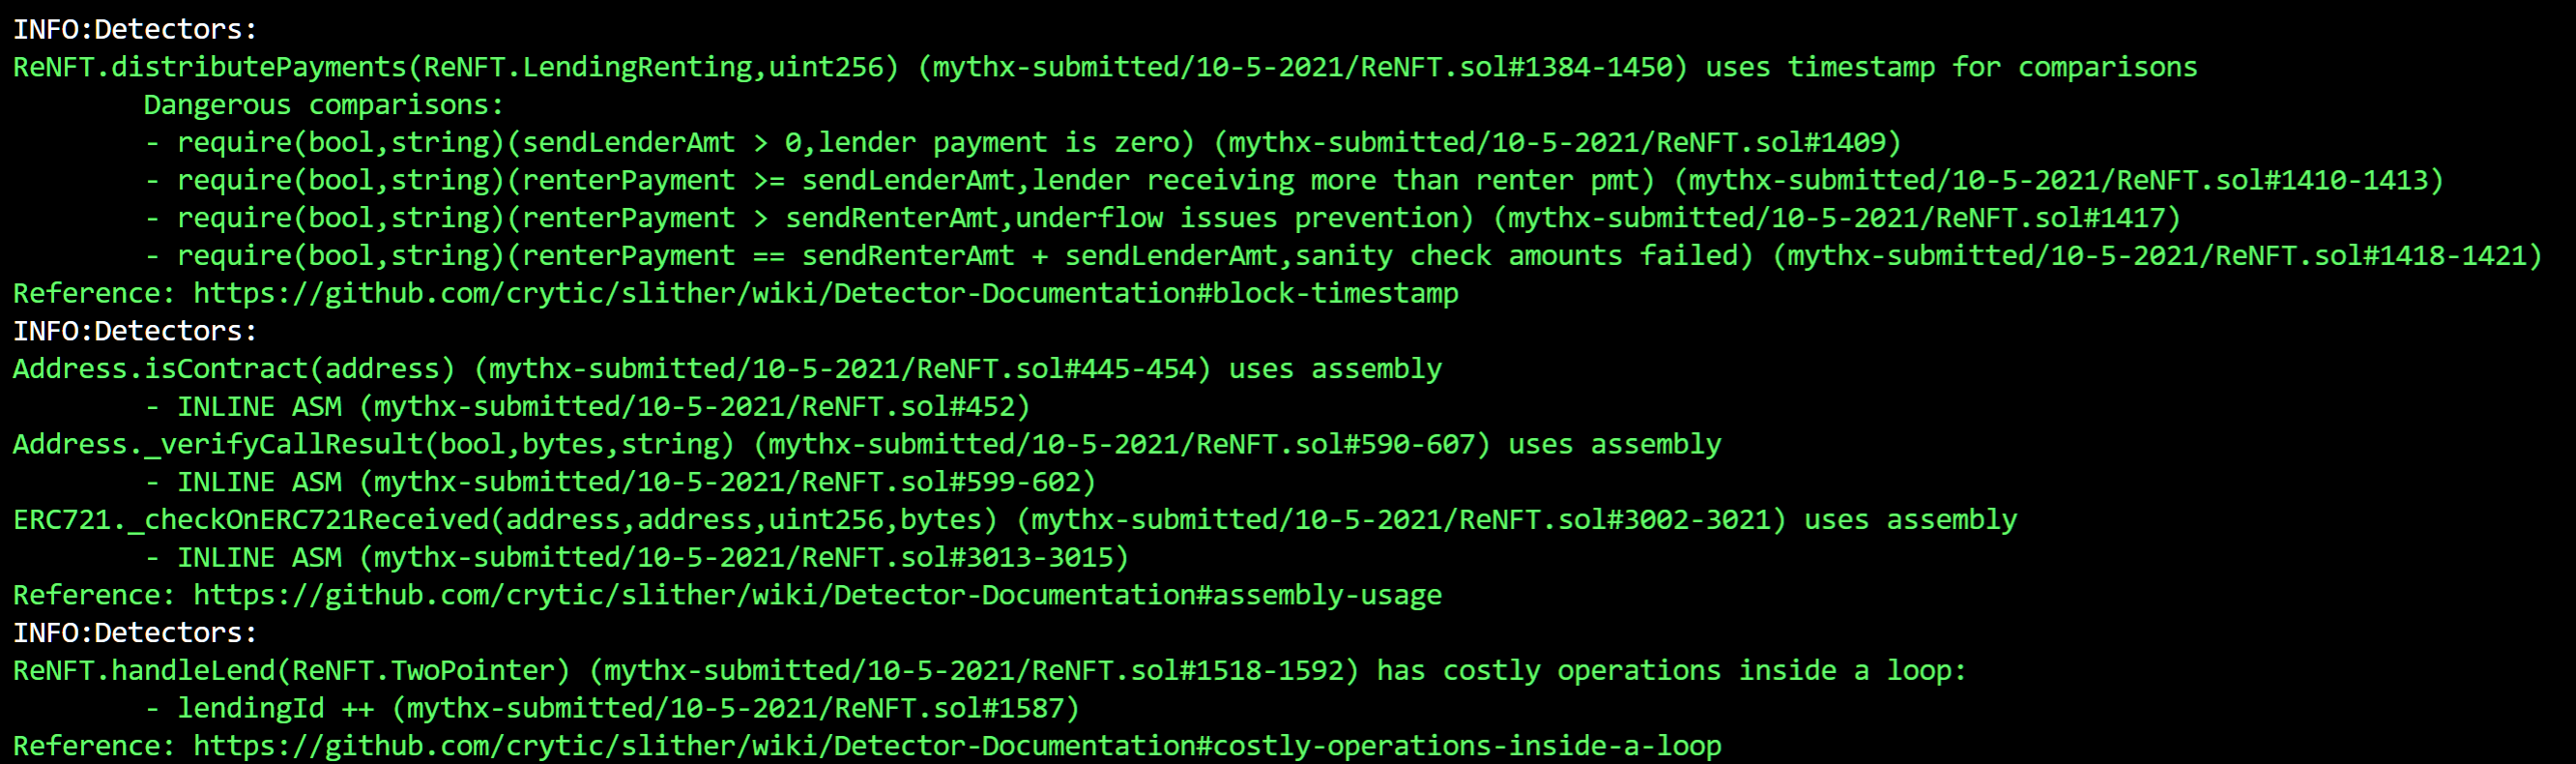 INFO:Detectors:
ReNFT.distributePayments(ReNFT.LendingRenting,uint256) (mythx-submitted/10-5-2021/ReNFT.sol#1384-1450) uses timestamp for comparisons
        Dangerous comparisons:
        - require(bool,string)(sendLenderAmt > 0,lender payment is zero) (mythx-submitted/10-5-2021/ReNFT.sol#1409)
        - require(bool,string)(renterPayment >= sendLenderAmt,lender receiving more than renter pmt) (mythx-submitted/10-5-2021/ReNFT.sol#1410-1413)
        - require(bool,string)(renterPayment > sendRenterAmt,underflow issues prevention) (mythx-submitted/10-5-2021/ReNFT.sol#1417)
        - require(bool,string)(renterPayment == sendRenterAmt + sendLenderAmt,sanity check amounts failed) (mythx-submitted/10-5-2021/ReNFT.sol#1418-1421)
Reference: https://github.com/crytic/slither/wiki/Detector-Documentation#block-timestamp
INFO:Detectors:
Address.isContract(address) (mythx-submitted/10-5-2021/ReNFT.sol#445-454) uses assembly
        - INLINE ASM (mythx-submitted/10-5-2021/ReNFT.sol#452)
Address._verifyCallResult(bool,bytes,string) (mythx-submitted/10-5-2021/ReNFT.sol#590-607) uses assembly
        - INLINE ASM (mythx-submitted/10-5-2021/ReNFT.sol#599-602)
ERC721._checkOnERC721Received(address,address,uint256,bytes) (mythx-submitted/10-5-2021/ReNFT.sol#3002-3021) uses assembly
        - INLINE ASM (mythx-submitted/10-5-2021/ReNFT.sol#3013-3015)
Reference: https://github.com/crytic/slither/wiki/Detector-Documentation#assembly-usage
INFO:Detectors:
ReNFT.handleLend(ReNFT.TwoPointer) (mythx-submitted/10-5-2021/ReNFT.sol#1518-1592) has costly operations inside a loop:
        - lendingId ++ (mythx-submitted/10-5-2021/ReNFT.sol#1587)
Reference: https://github.com/crytic/slither/wiki/Detector-Documentation#costly-operations-inside-a-loop